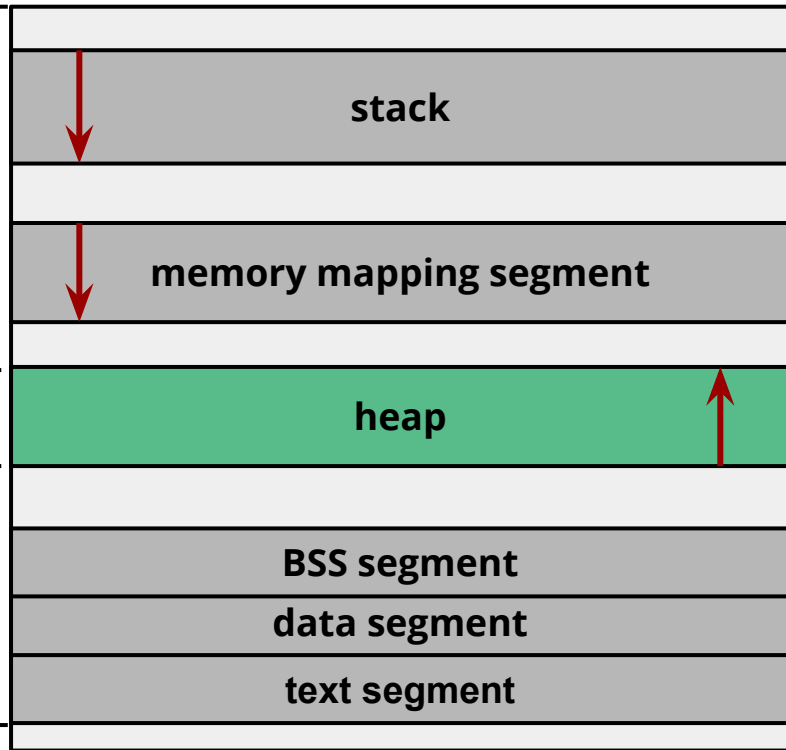 stack
memory mapping segment
heap
BSS segment
data segment
text segment